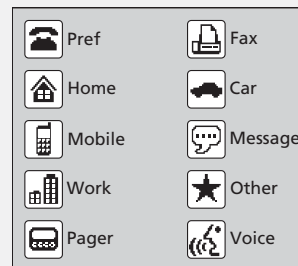 Pref
Fax
Home
Car
Mobile
Message
Work
Other
Pager
Voice